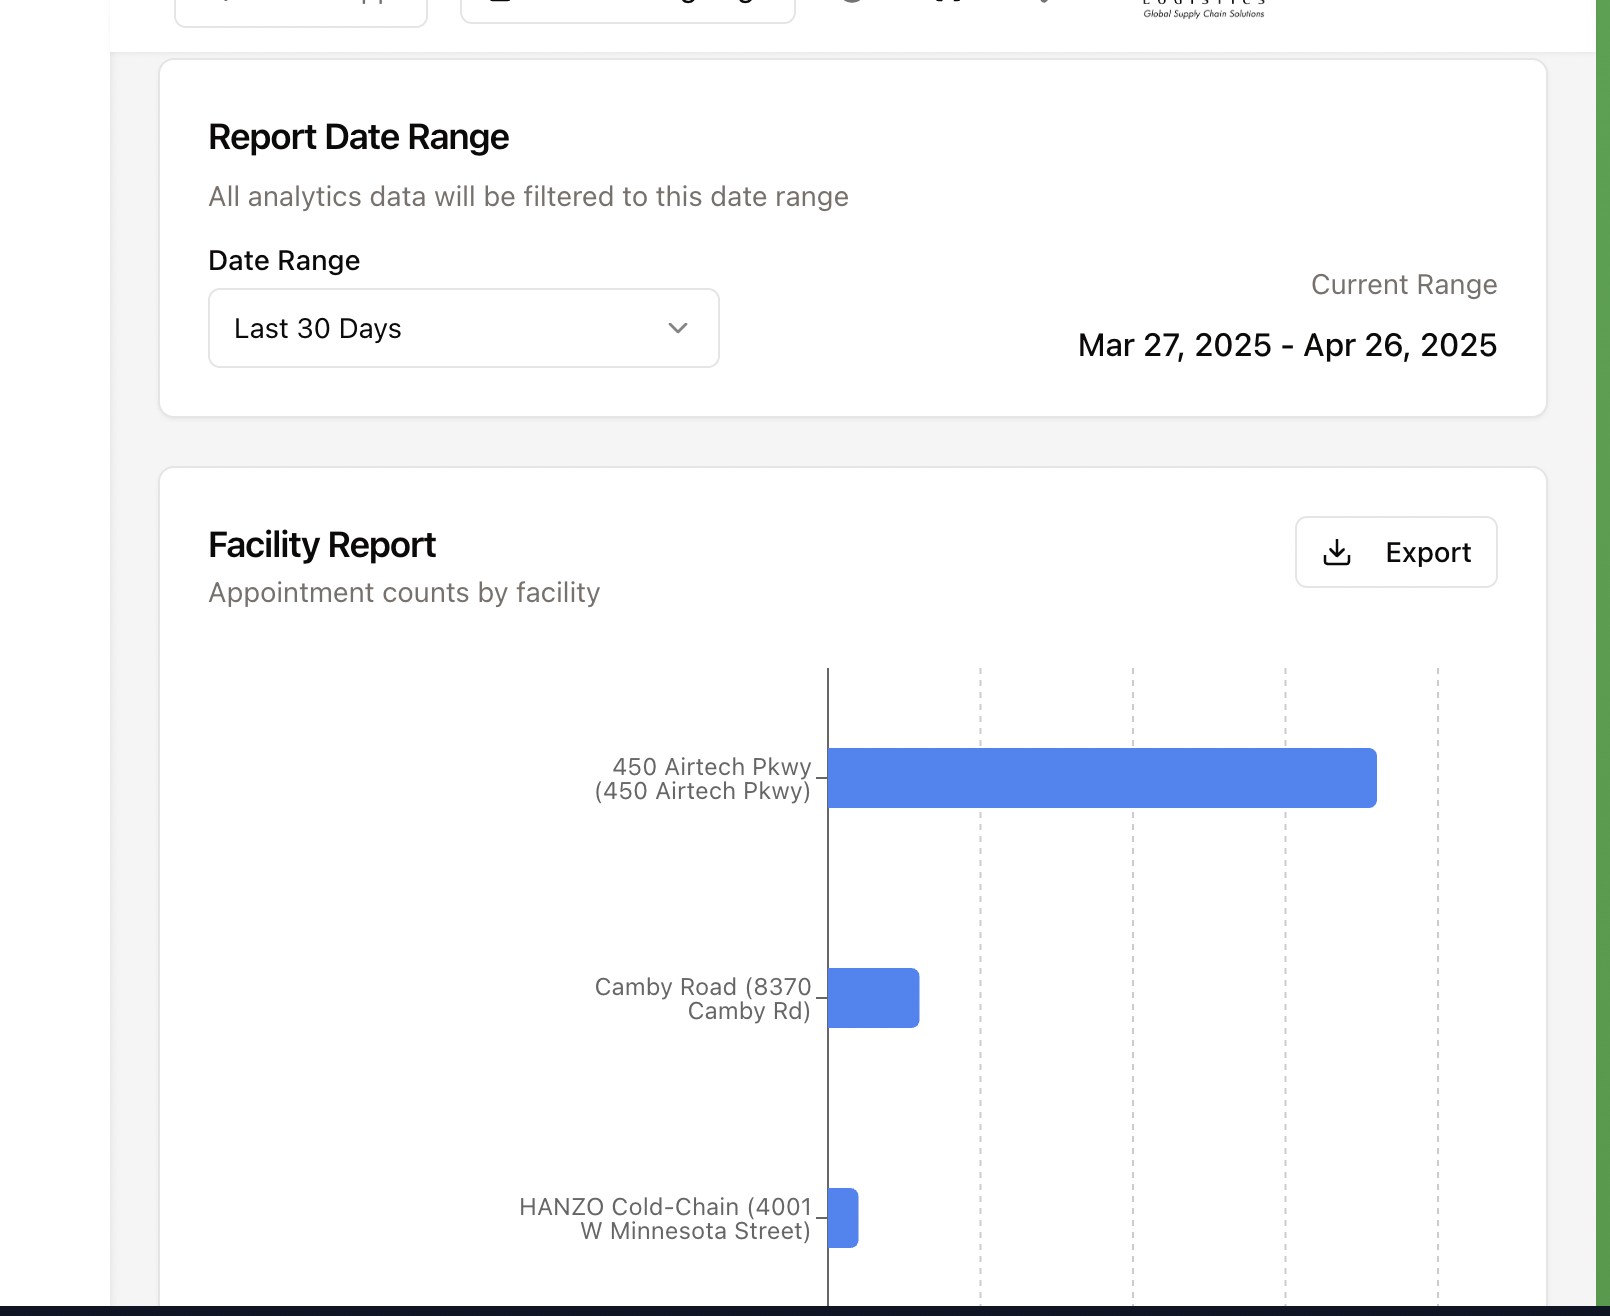 Global Supply Chain Solutions
Report Date Range
All analytics data will be filtered to this date range
Date Range
Last 30 Days
Current Range
Mar 27, 2025 - Apr 26, 2025
Facility Report
Appointment counts by facility
Export
450 Airtech Pkwy
(450 Airtech Pkwy)
Camby Road (8370
Camby Rd)
HANZO Cold-Chain (4001
W Minnesota Street)